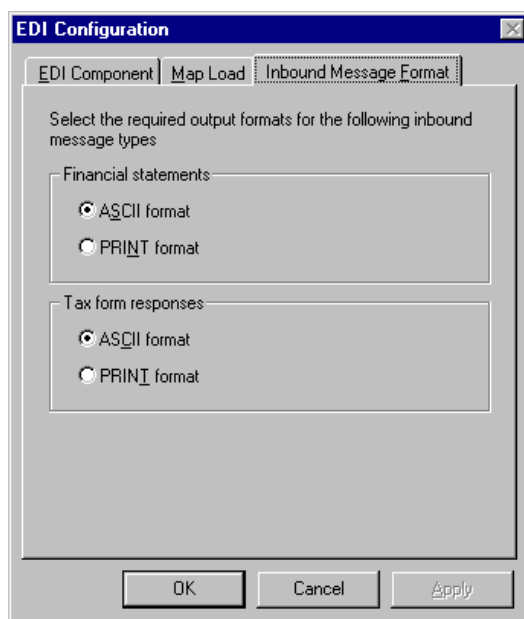 EDI Configuration
EDI Component Map Load Inbound Message Format
Select the required output formats for the following inbound
message types
Financial statements
ASCII format
PRINT format
Tax form responses
ASCII format
PRINT format
OK Cancel Apply